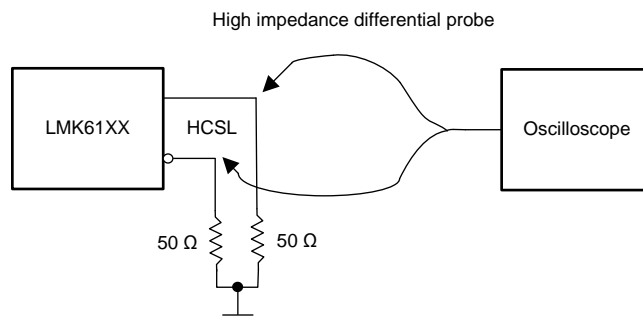 High impedance differential probe
LMK61XX
HCSL
Oscilloscope
50 Ω
50 Ω